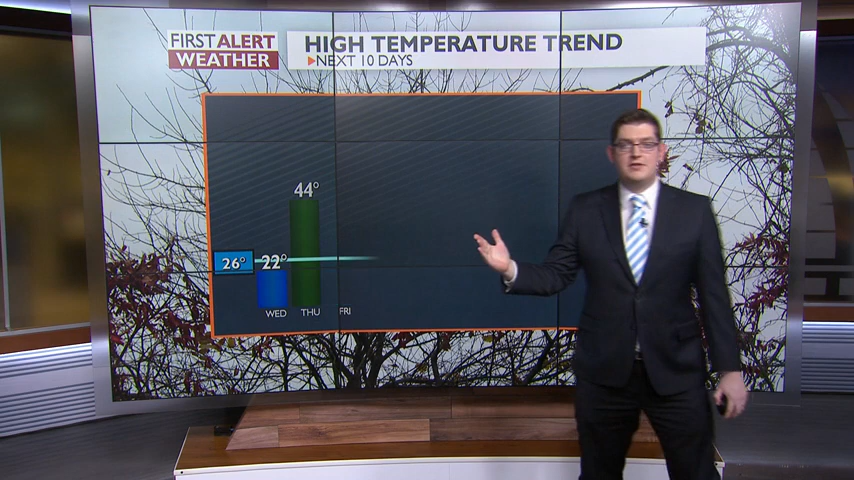 FIRST ALERT
WEATHER
HIGH TEMPERATURE TREND
NEXT 10 DAYS
44°
26°
22°
WED THU FRI